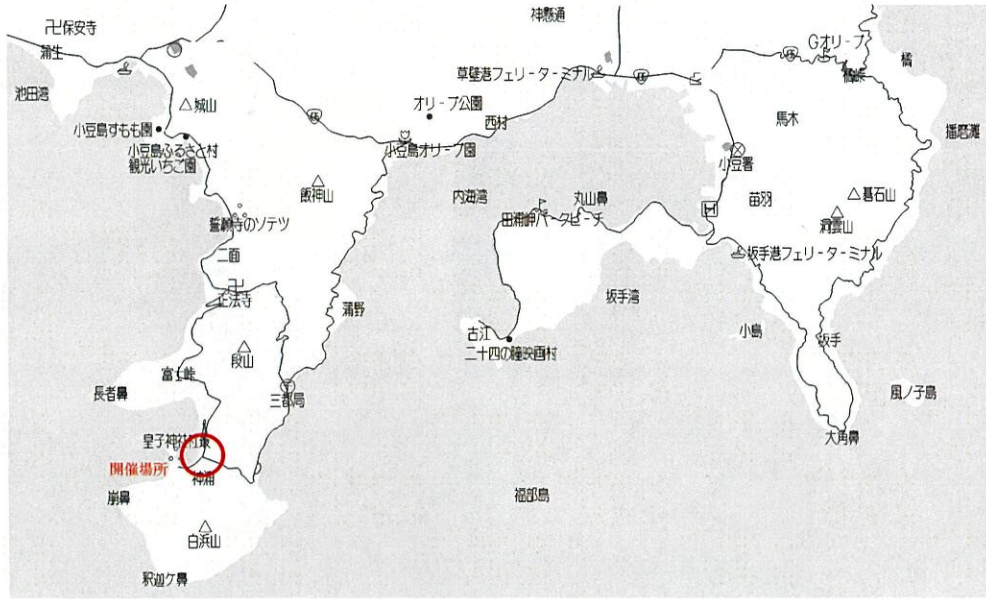 卍保安寺
蒲生
池田湾
城山
小豆島すもも園
小豆島ふるさと村
観光いちご園
飯神山
誓願寺のソテツ
二面
正法寺
段山
富士峠
長者鼻
蒲野
三都局
皇子神社社叢
開催場所
神浦
崩鼻
白浜山
釈迦ケ鼻
神懸通
草壁港フェリーターミナル
オリーブ公園
西村
小豆島オリーブ園
内海湾
丸山鼻
田浦岬パークビーチ
古江
二十四の瞳映画村
坂手湾
福部島
Gオリーブ
橘
橘峠
馬木
播磨灘
小豆署
苗羽
碁石山
洞雲山
坂手港フェリーターミナル
小島
坂手
風ノ子島
大角鼻